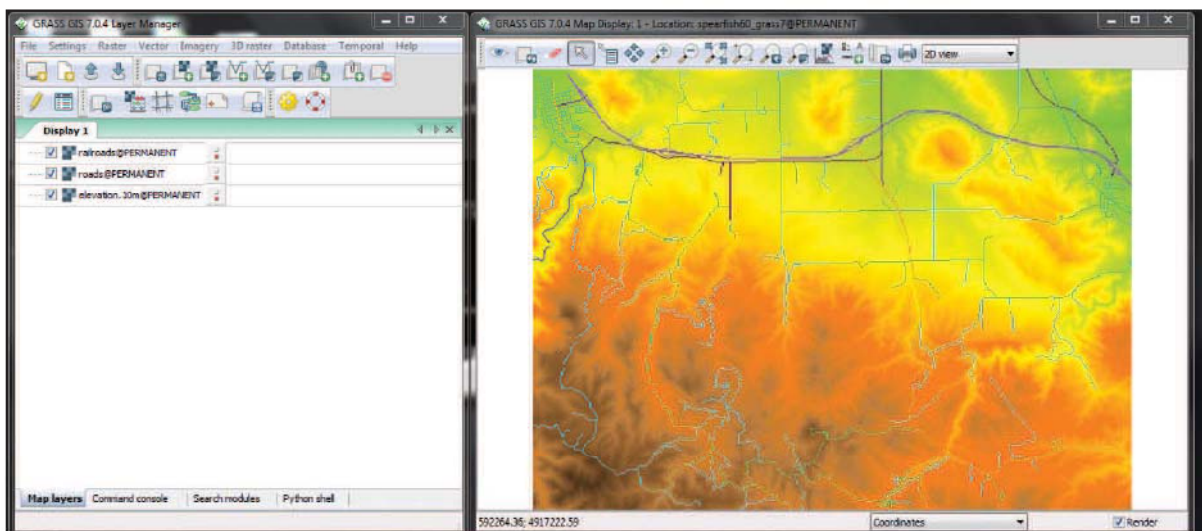 GRASS GIS 7.0.4 Layer Manager
File Settings Raster Vector Imagery 3D raster Database Temporal Help
Display 1
railroads@PERMANENT
roads@PERMANENT
elevation.10m@PERMANENT
Map layers Command console Search modules Python shell
GRASS GIS 7.0.4 Map Display: 1 - Location: spearfish60_grass7@PERMANENT
2D view
592264.36; 4917222.59 Coordinates Render